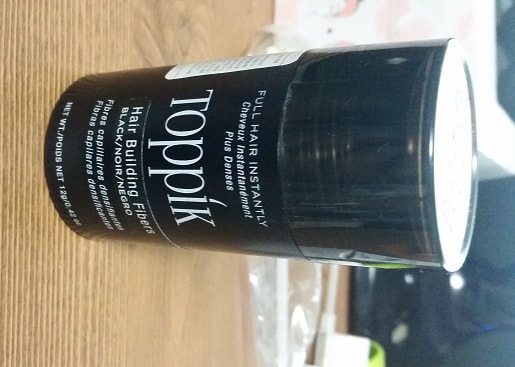 FULL HAIR INSTANTLY
Cheveux Instantanément
Plus Denses
Toppik
Hair Building Fibers
BLACK/NOIR/NEGRO
Fibres capillaires densifiantes
Fibras capilares densificantes
NET WT./POIDS NET 12g/0.42 oz